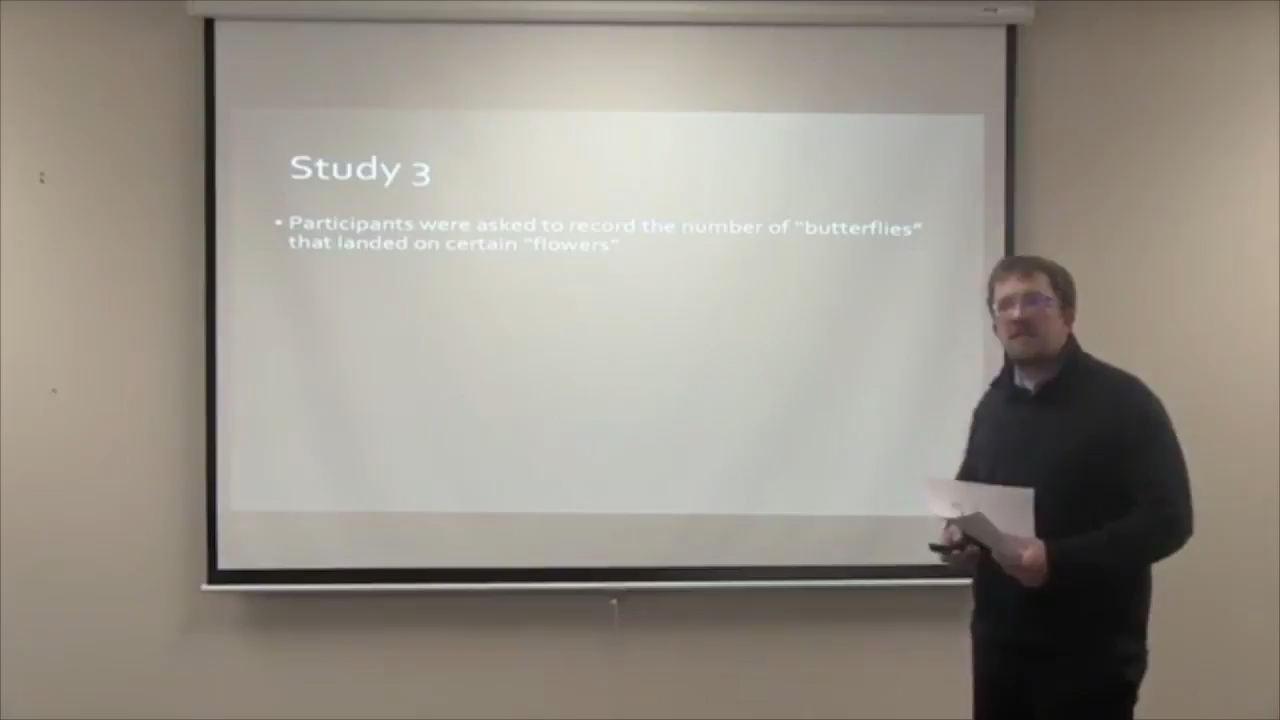 Study 3
• Participants were asked to record the number of "butterflies"
that landed on certain "flowers"